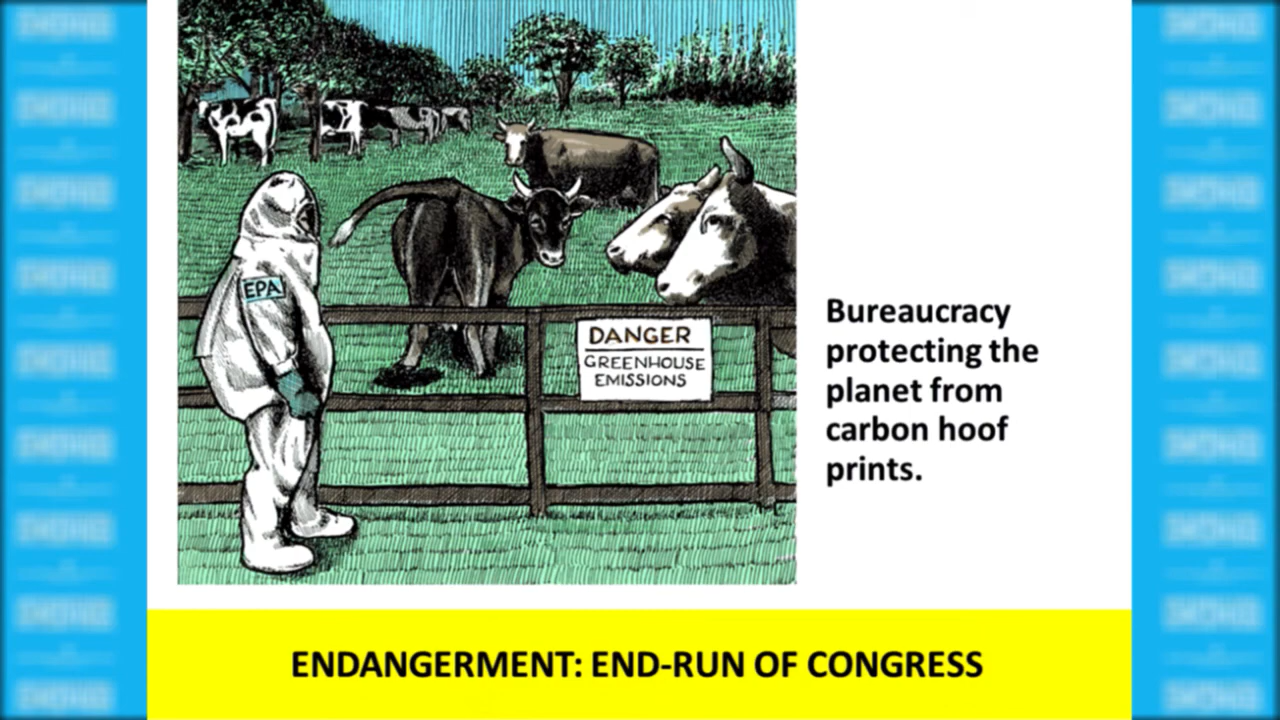 EPA
DANGER
GREENHOUSE
EMISSIONS
Bureaucracy
protecting the
planet from
carbon hoof
prints.
ENDANGERMENT: END-RUN OF CONGRESS